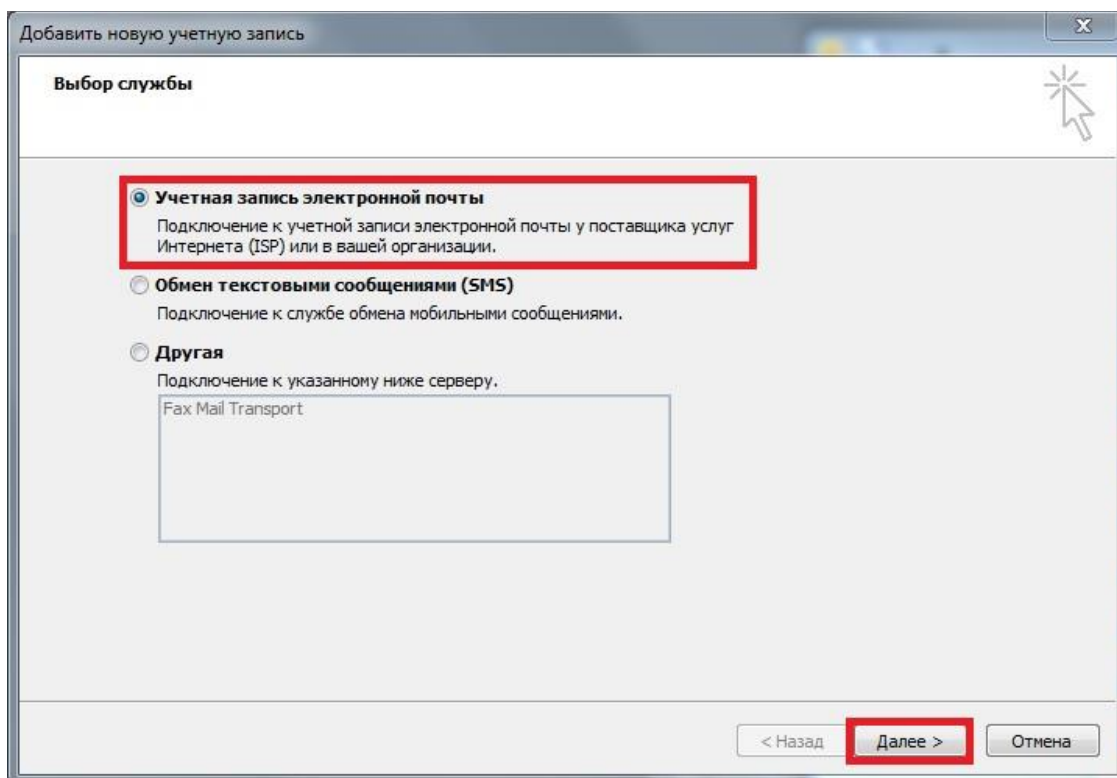 Добавить новую учетную запись
Выбор службы
Учетная запись электронной почты
Подключение к учетной записи электронной почты у поставщика услуг
Интернета (ISP) или в вашей организации.
Обмен текстовыми сообщениями (SMS)
Подключение к службе обмена мобильными сообщениями.
Другая
Подключение к указанному ниже серверу.
Fax Mail Transport
< Назад Далее > Отмена